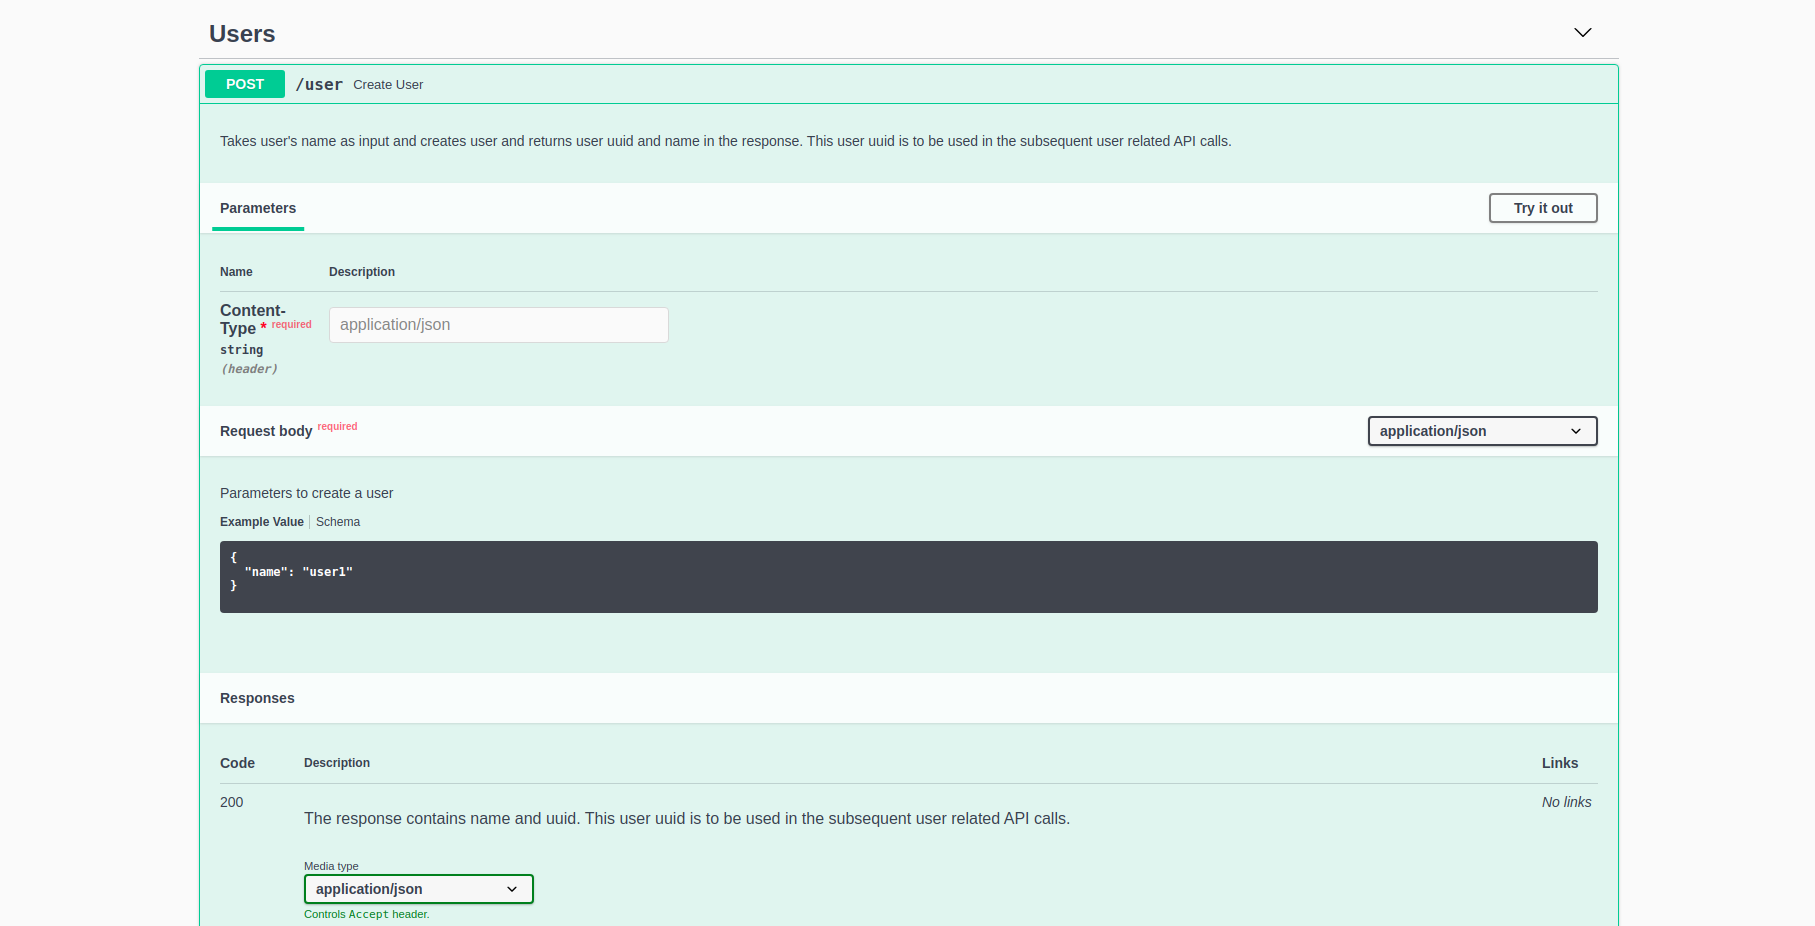 Users
POST /user Create User
Takes user's name as input and creates user and returns user uuid and name in the response. This user uuid is to be used in the subsequent user related API calls.
Parameters
Try it out
Name Description
Content-
Type * required
application/json
string
(header)
Request body required
application/json
Parameters to create a user
Example Value | Schema
{
  "name": "user1"
}
Responses
Code Description Links
200
No links
The response contains name and uuid. This user uuid is to be used in the subsequent user related API calls.
Media type
application/json
Controls Accept header.